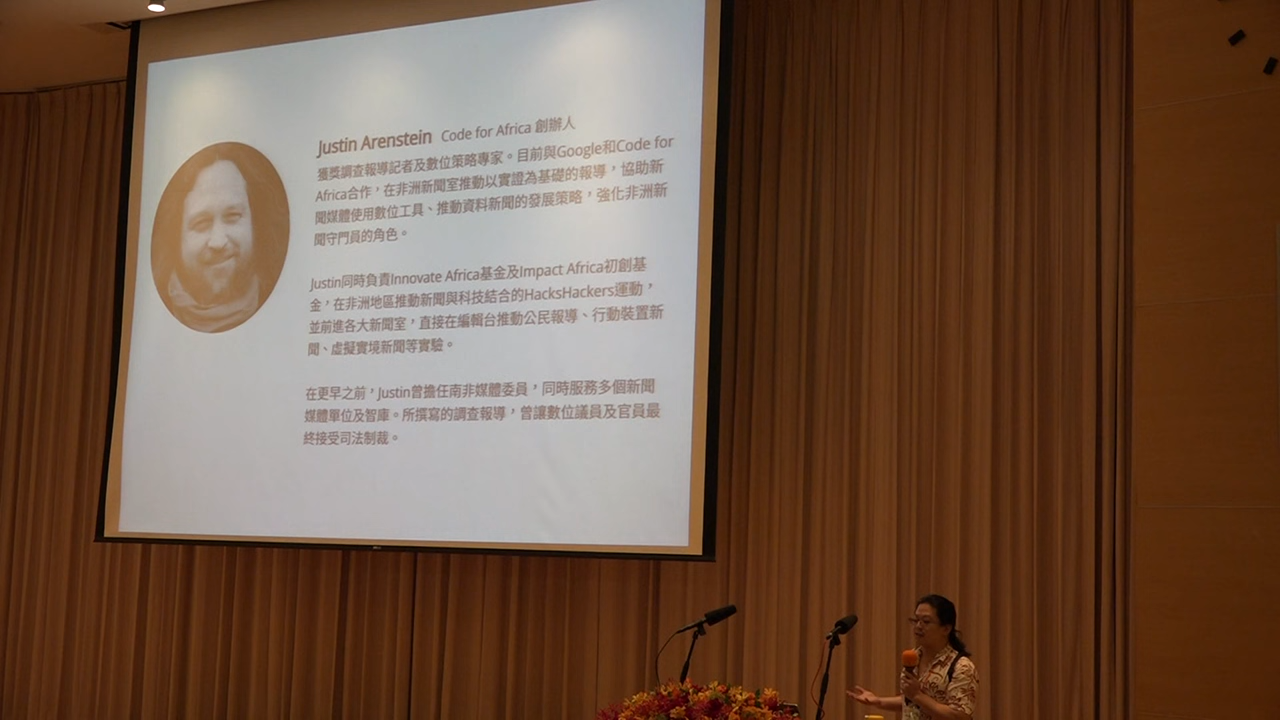 Justin Arenstein Code for Africa 創辦人
獲獎調查報導記者及數位策略專家。目前與Google和Code for
Africa合作，在非洲新聞室推動以實證為基礎的報導，協助新
聞媒體使用數位工具、推動資料新聞的發展策略，強化非洲新
聞守門員的角色。
Justin同時負責Innovate Africa基金及Impact Africa初創基
金，在非洲地區推動新聞與科技結合的HacksHackers運動，
並前進各大新聞室，直接在編輯台推動公民報導、行動裝置新
聞、虛擬實境新聞等實驗。
在更早之前，Justin曾擔任南非媒體委員，同時服務多個新聞
媒體單位及智庫。所撰寫的調查報導，曾讓數位議員及官員最
終接受司法制裁。